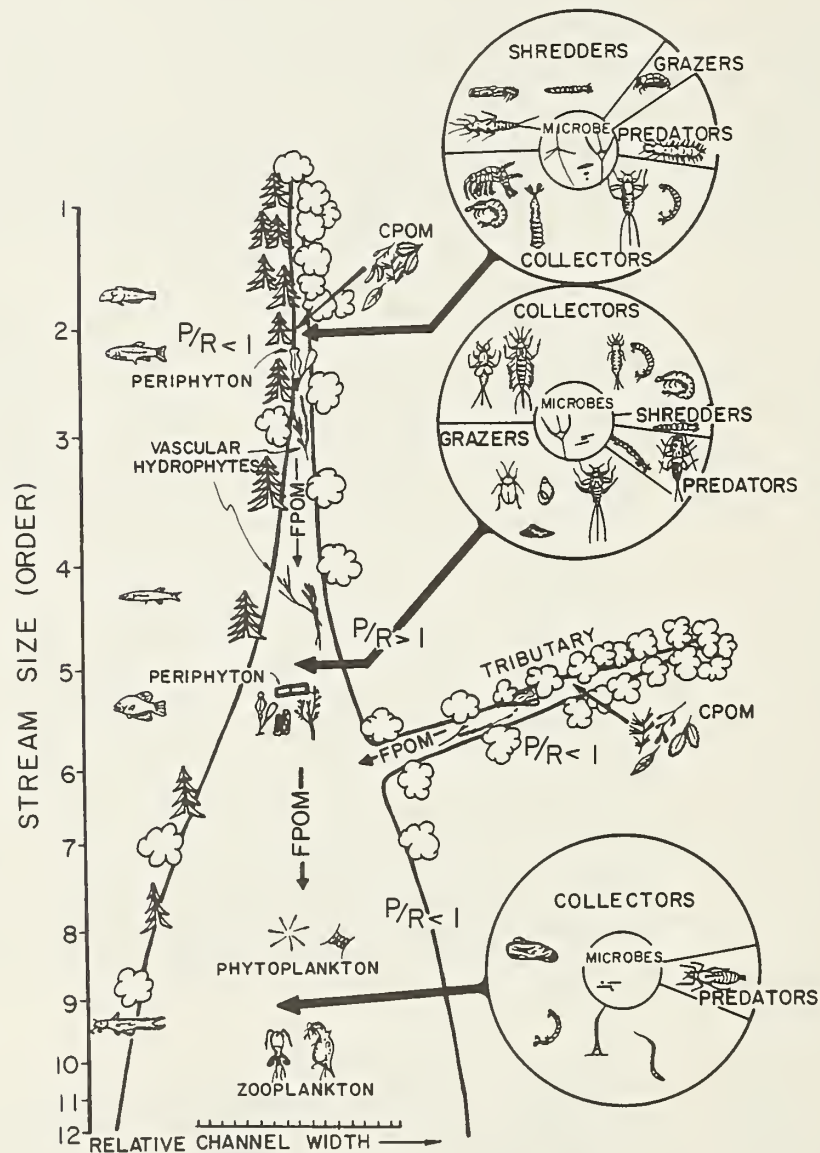 SHREDDERS
GRAZERS
MICROBE
PREDATORS
COLLECTORS
1
CPOM
2
P/R < 1
PERIPHYTON
COLLECTORS
MICROBES
SHREDDERS
GRAZERS
PREDATORS
VASCULAR
HYDROPHYTES
3
FPOM
STREAM SIZE (ORDER)
4
P/R > 1
TRIBUTARY
5
PERIPHYTON
CPOM
FPOM
P/R < 1
6
FPOM
7
P/R < 1
COLLECTORS
8
MICROBES
PHYTOPLANKTON
PREDATORS
9
10
ZOOPLANKTON
11
12
RELATIVE CHANNEL WIDTH